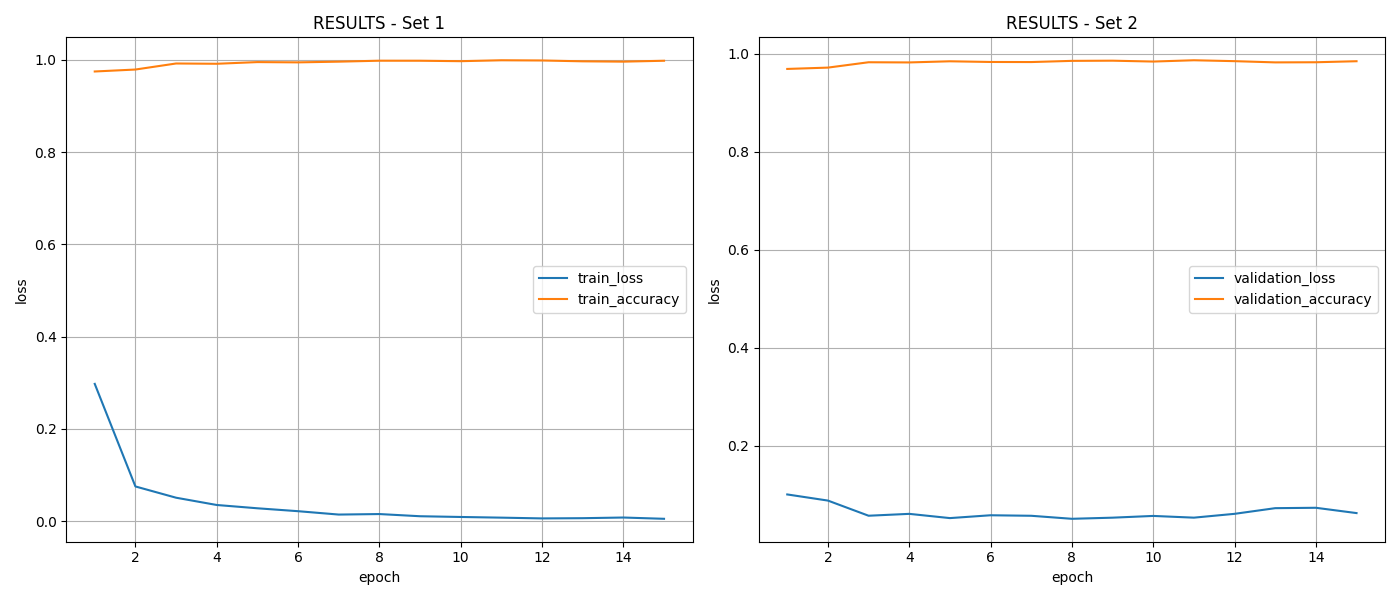 RESULTS - Set 1
1.0
0.8
0.6
0.4
0.2
0.0
loss
train_loss
train_accuracy
2 4 6 8 10 12 14
epoch
RESULTS - Set 2
1.0
0.8
0.6
0.4
0.2
loss
validation_loss
validation_accuracy
2 4 6 8 10 12 14
epoch